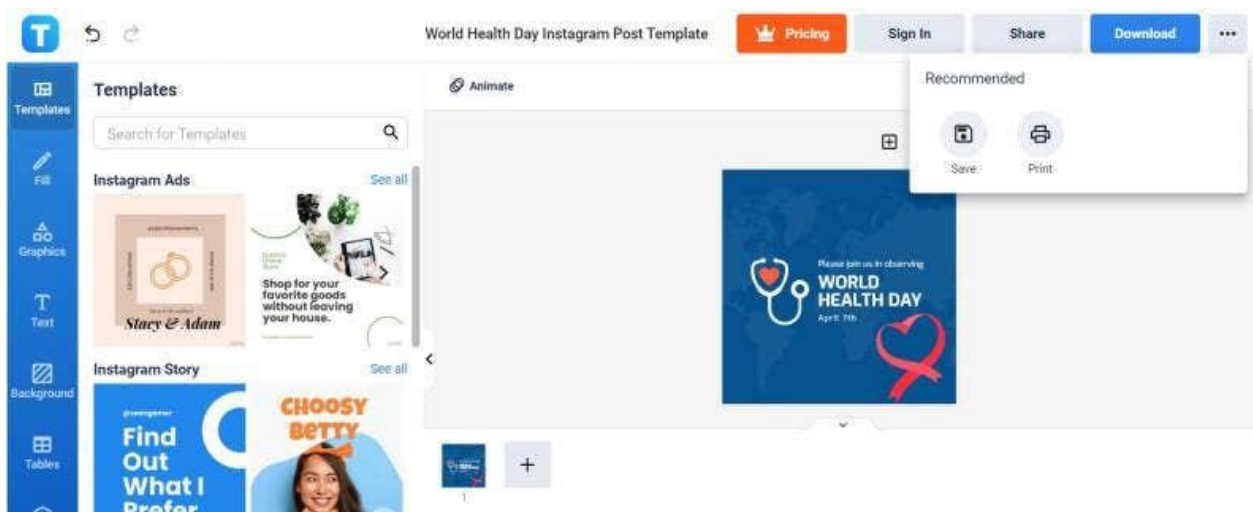 T
World Health Day Instagram Post Template
Pricing
Sign In
Share
Download
Templates
Fill
Graphics
Text
Background
Tables
Templates
Search for Templates
Instagram Ads
See all
Stacy & Adam
Shop for your
favorite goods
without leaving
your house.
Instagram Story
See all
Find
Out
What I
Prefer
CHOOSY
BETTY
Animate
Recommended
Save
Print
Please join us in observing
WORLD
HEALTH DAY
April 7th
1